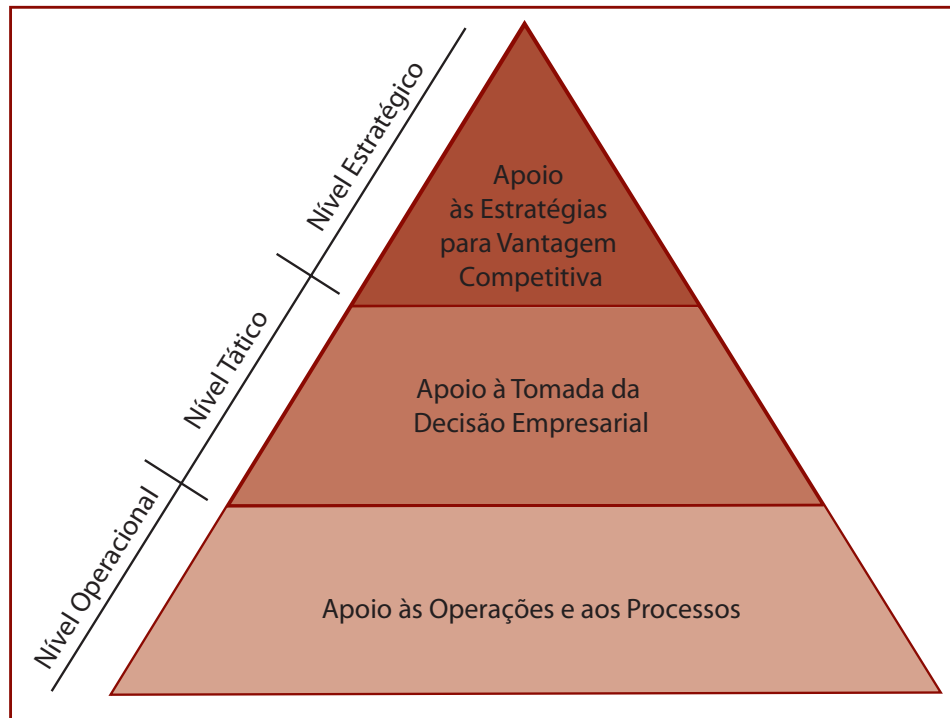 Nível Estratégico
Apoio
às Estratégias
para Vantagem
Competitiva
Nível Tático
Apoio à Tomada da
Decisão Empresarial
Nível Operacional
Apoio às Operações e aos Processos